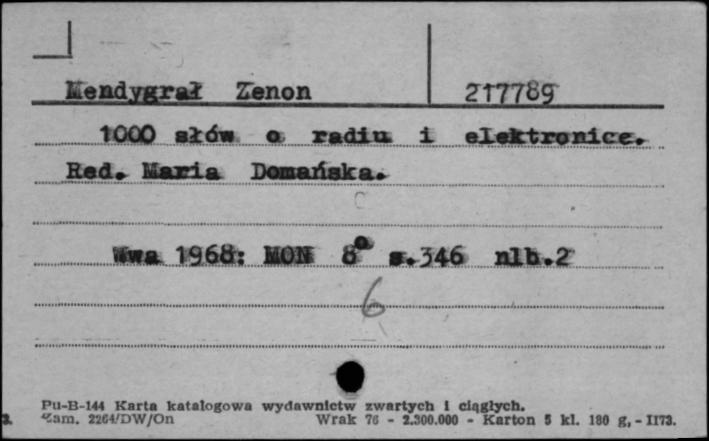 Mendygrał Zenon 217789
1000 słów o radiu i elektronice.
Red. Maria Domańska.
Wwa 1968: MON 8° s.346 nlb.2
6
Pu-B-144 Karta katalogowa wydawnictw zwartych i ciągłych.
Zam. 2264/DW/On Wrak 76 - 2.300.000 - Karton 5 kl. 180 g, - II73.